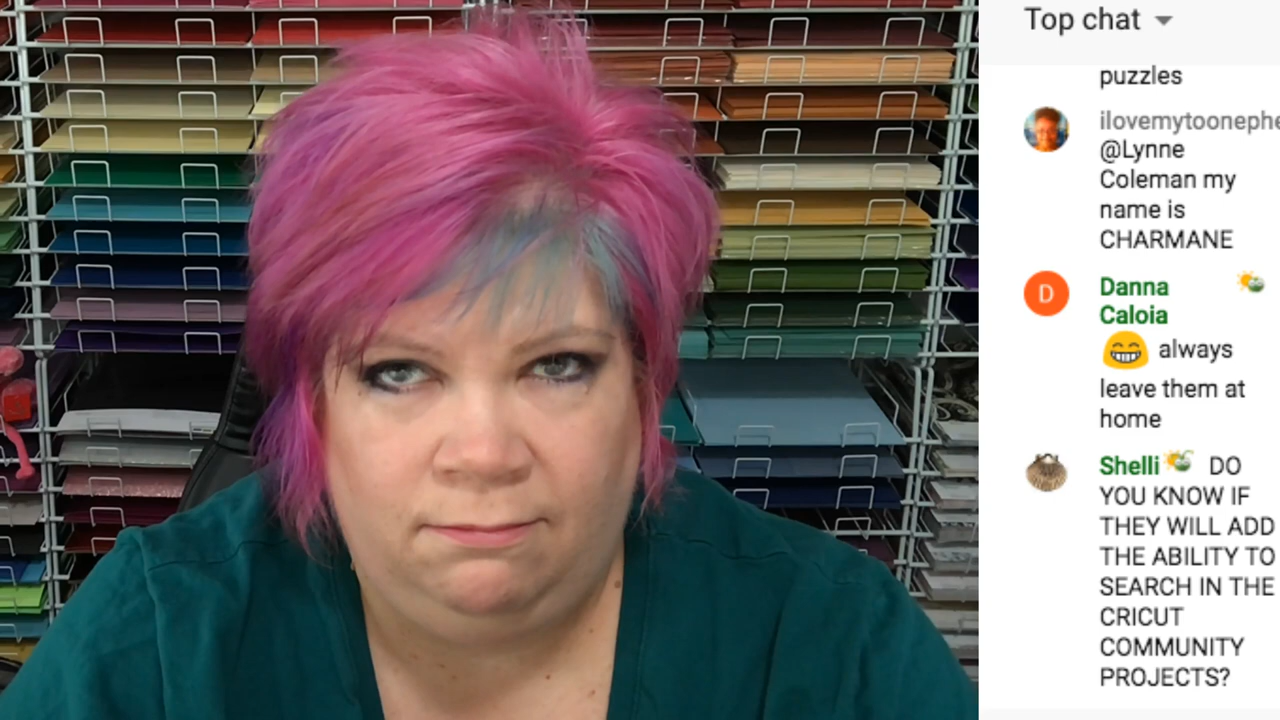 Top chat
puzzles
ilovemytoonephe
@Lynne
Coleman my
name is
CHARMANE
D
Danna
Caloia
always
leave them at
home
Shelli DO
YOU KNOW IF
THEY WILL ADD
THE ABILITY TO
SEARCH IN THE
CRICUT
COMMUNITY
PROJECTS?